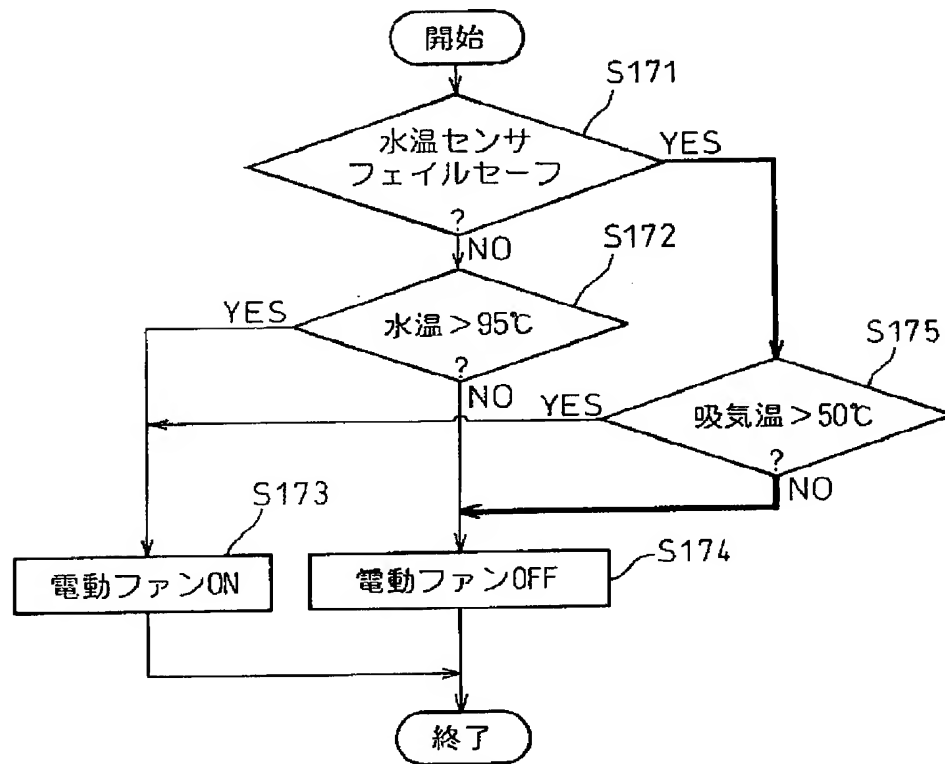 開始
S171
水温センサ
フェイルセーフ
?
YES
NO
S172
YES
水温>95℃
?
NO
S175
YES
吸気温>50℃
?
NO
S173
電動ファンON
S174
電動ファンOFF
終了